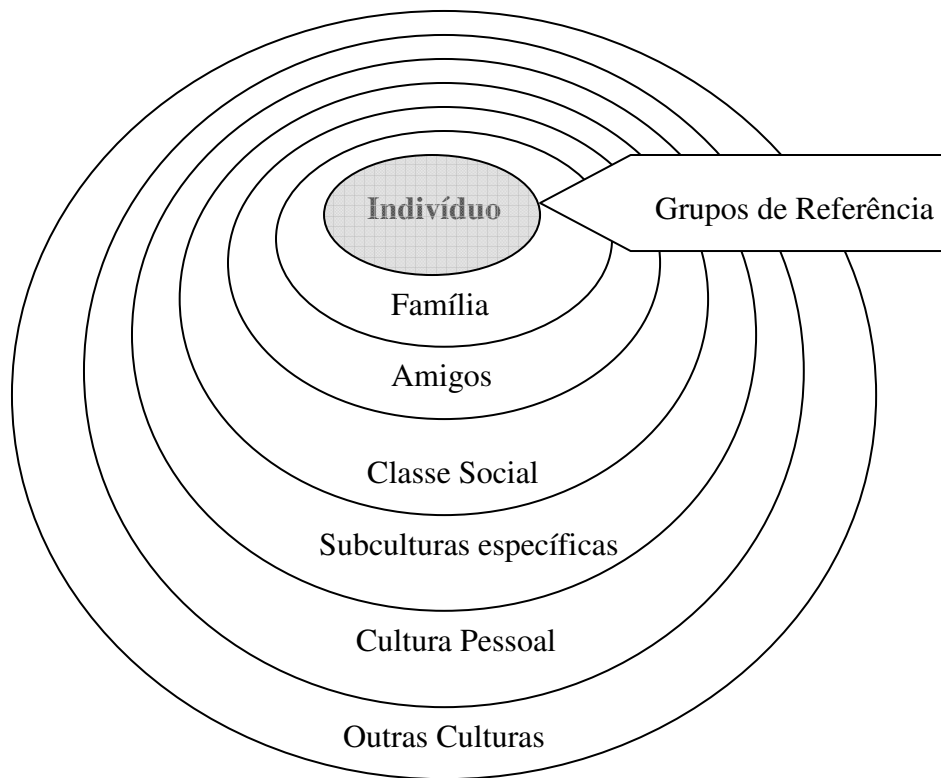 Indivíduo
Grupos de Referência
Família
Amigos
Classe Social
Subculturas específicas
Cultura Pessoal
Outras Culturas